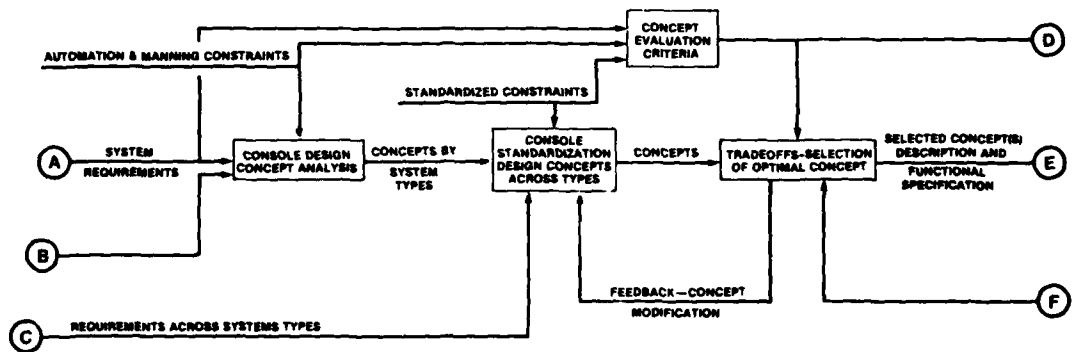 CONCEPT
EVALUATION
CRITERIA
D
AUTOMATION & MANNING CONSTRAINTS
STANDARDIZED CONSTRAINTS
A
SYSTEM
REQUIREMENTS
CONSOLE DESIGN
CONCEPT ANALYSIS
CONCEPTS BY
SYSTEM
TYPES
CONSOLE
STANDARDIZATION
DESIGN CONCEPTS
ACROSS TYPES
CONCEPTS
TRADEOFFS-SELECTION
OF OPTIMAL CONCEPT
SELECTED CONCEPT(S)
DESCRIPTION AND
FUNCTIONAL
SPECIFICATION
E
B
FEEDBACK—CONCEPT
MODIFICATION
F
C
REQUIREMENTS ACROSS SYSTEMS TYPES